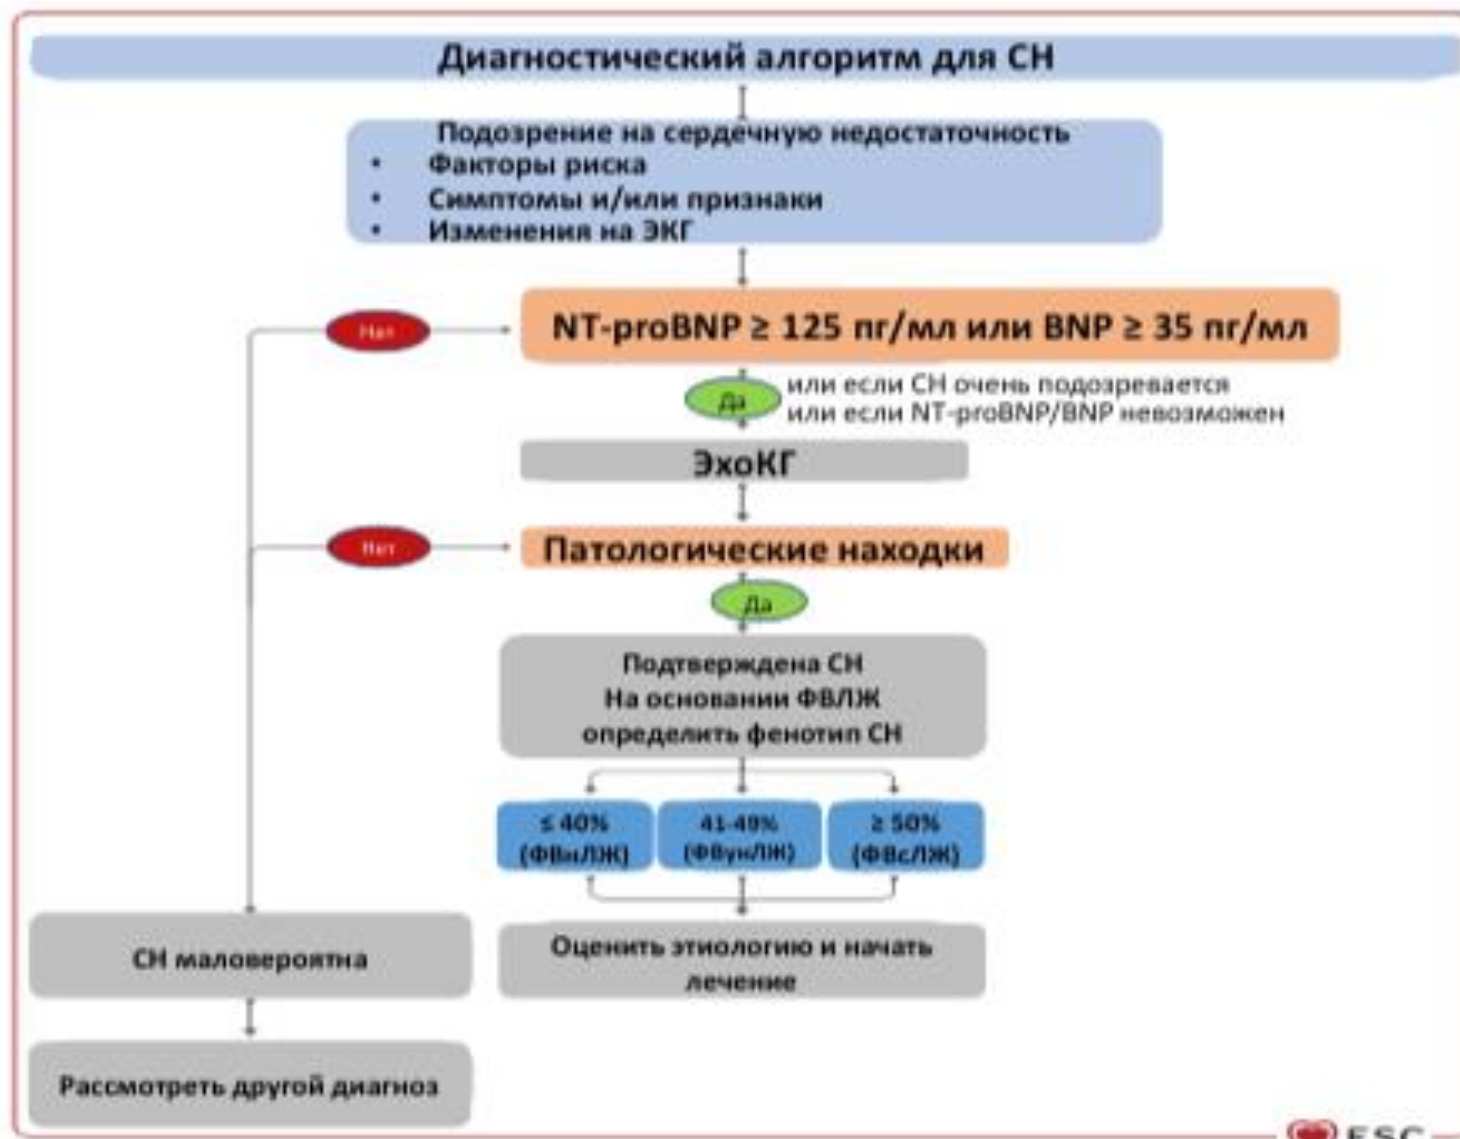 Диагностический алгоритм для СН
Подозрение на сердечную недостаточность
• Факторы риска
• Симптомы и/или признаки
• Изменения на ЭКГ
Нет
NT-proBNP ≥ 125 пг/мл или BNP ≥ 35 пг/мл
Да
или если СН очень подозревается
или если NT-proBNP/BNP невозможен
ЭхоКГ
Нет
Патологические находки
Да
Подтверждена СН
На основании ФВЛЖ
определить фенотип СН
≤ 40%
(ФВнЛЖ)
41-49%
(ФВунЛЖ)
≥ 50%
(ФВсЛЖ)
СН маловероятна
Оценить этиологию и начать
лечение
Рассмотреть другой диагноз
ESC